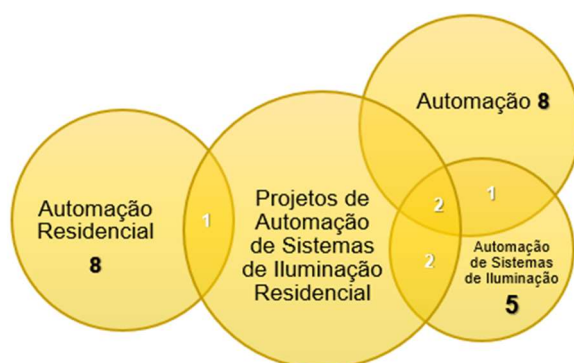 Automação 8
Automação
Residencial
8
1
Projetos de
Automação
de Sistemas
de Iluminação
Residencial
2
1
2
Automação
de Sistemas
de Iluminação
5